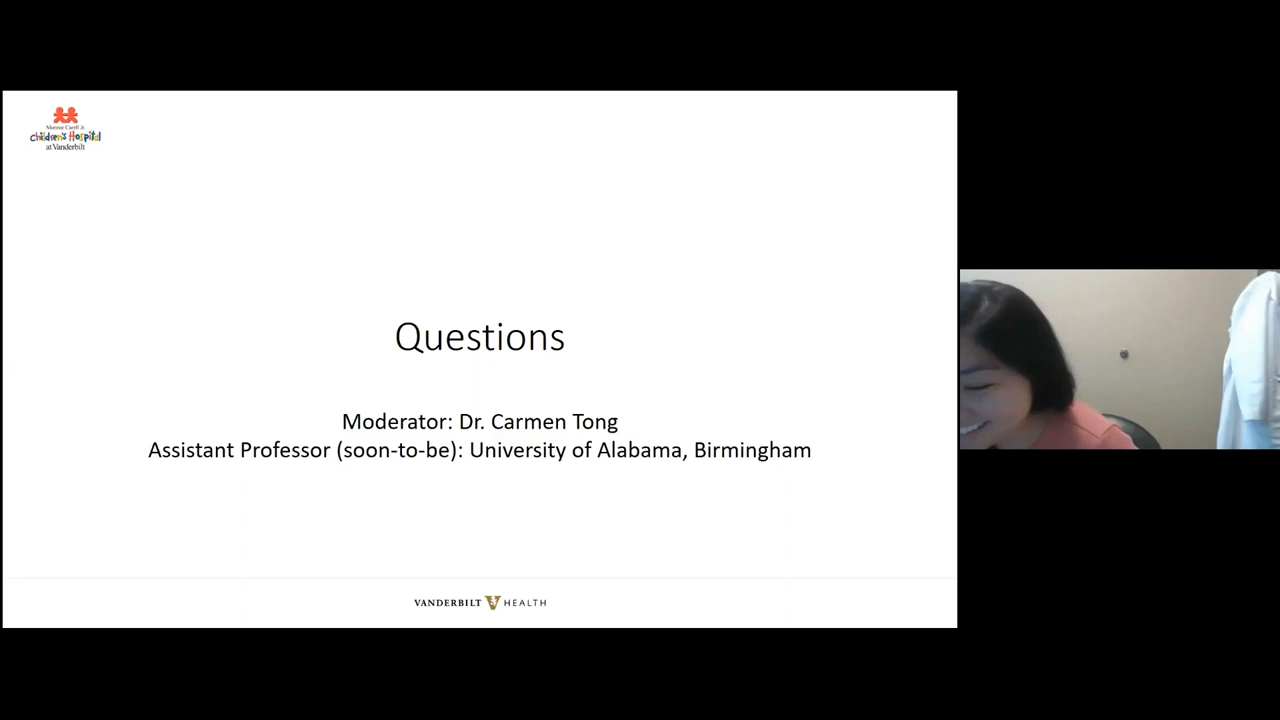 Monroe Carell Jr.
Children's Hospital
at Vanderbilt
Questions
Moderator: Dr. Carmen Tong
Assistant Professor (soon-to-be): University of Alabama, Birmingham
VANDERBILT V HEALTH